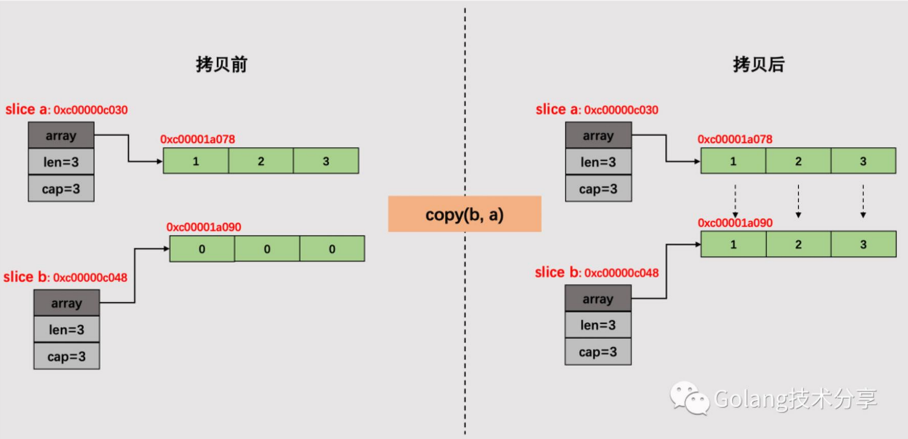 拷贝前
slice a: 0xc00000c030
array
len=3
cap=3
0xc00001a078
1 2 3
0xc00001a090
0 0 0
slice b: 0xc00000c048
array
len=3
cap=3
copy(b, a)
拷贝后
slice a: 0xc00000c030
array
len=3
cap=3
0xc00001a078
1 2 3
0xc00001a090
1 2 3
slice b: 0xc00000c048
array
len=3
cap=3
Golang技术分享